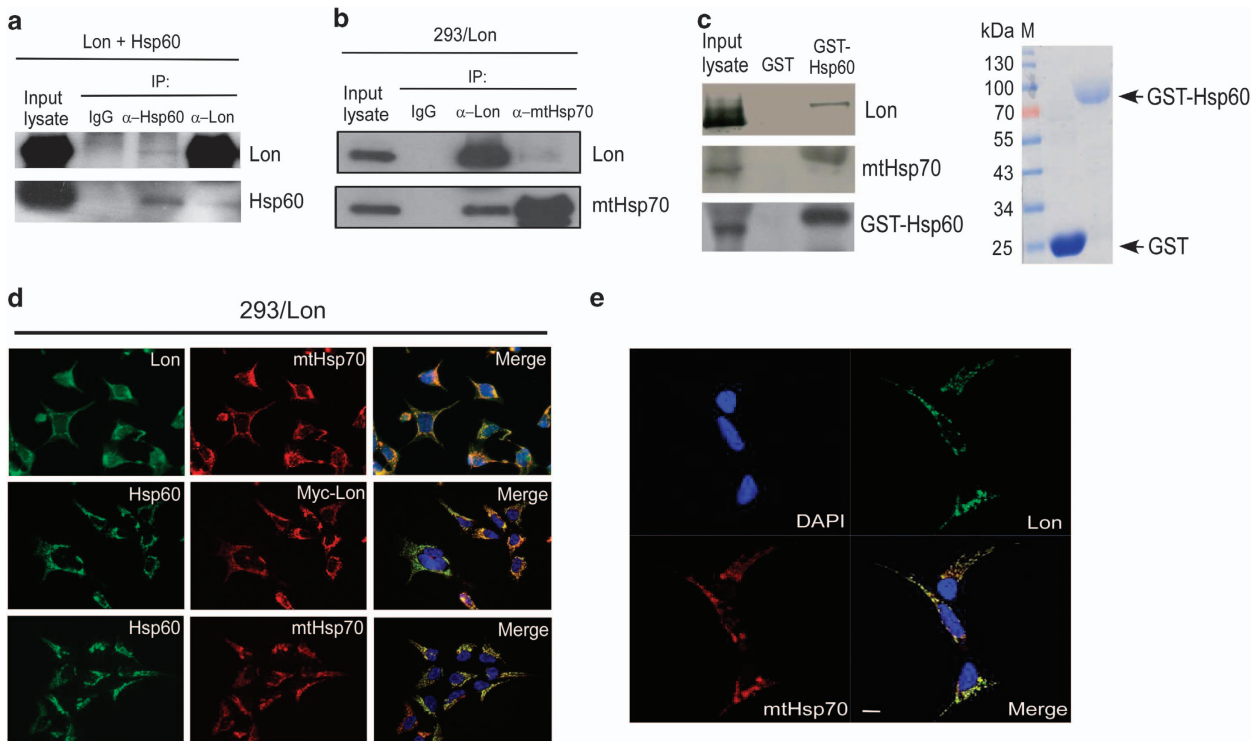 a
Lon + Hsp60
IP:
Input lysate
IgG α–Hsp60 α–Lon
Lon
Hsp60
b
293/Lon
IP:
Input lysate
IgG α–Lon α–mtHsp70
Lon
mtHsp70
c
Input lysate
GST
GST-Hsp60
Lon
mtHsp70
GST-Hsp60
kDa M
130
100
70
55
43
34
25
GST-Hsp60
GST
d
293/Lon
Lon
mtHsp70
Merge
Hsp60
Myc-Lon
Merge
Hsp60
mtHsp70
Merge
e
DAPI
Lon
mtHsp70
Merge